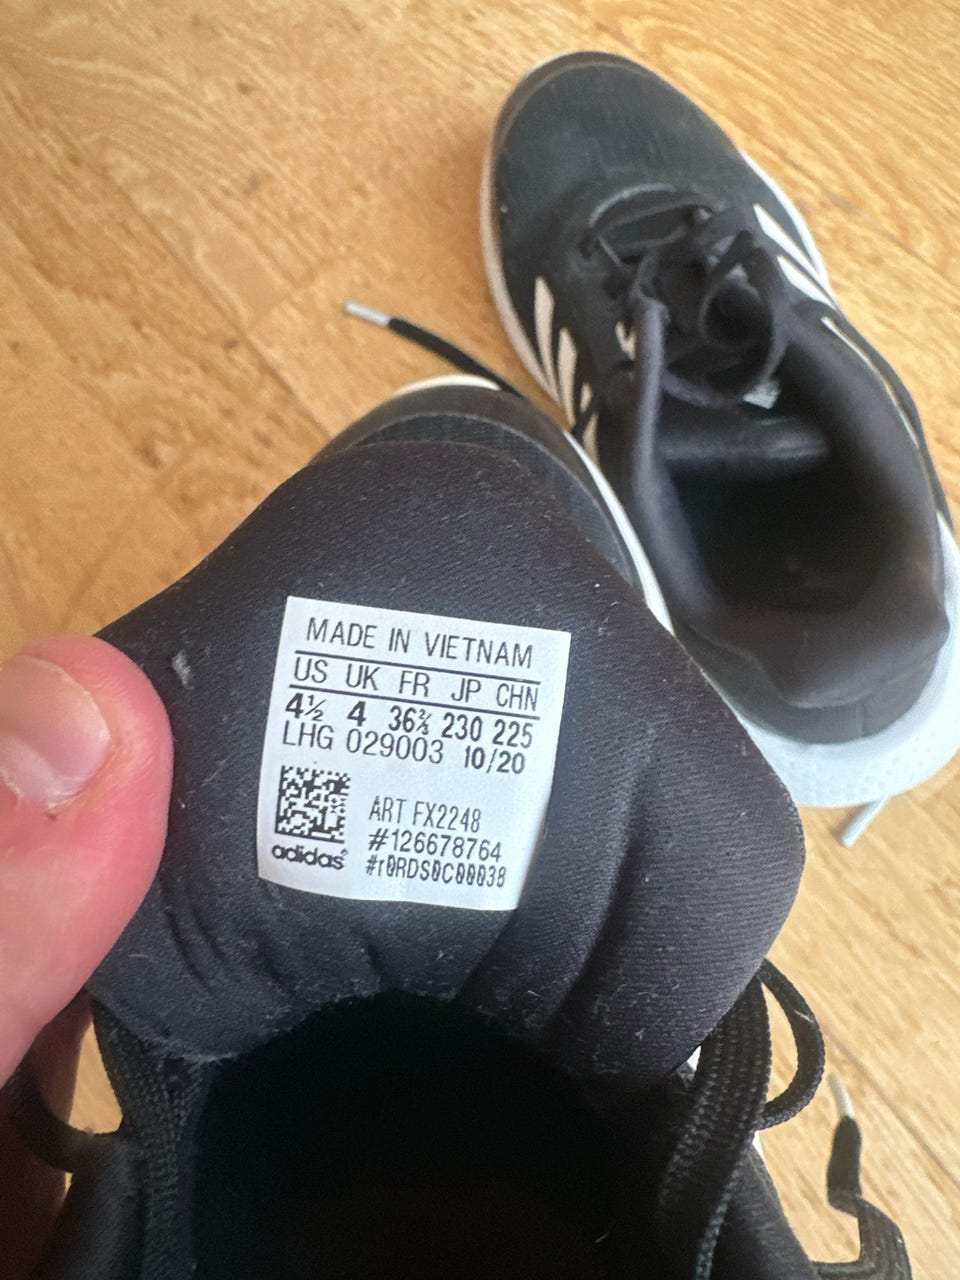 MADE IN VIETNAM
US UK FR JP CHN
4½ 4 36⅔ 230 225
LHG 029003 10/20
ART FX2248
#126678764
adidas® #r0RDS0C00038